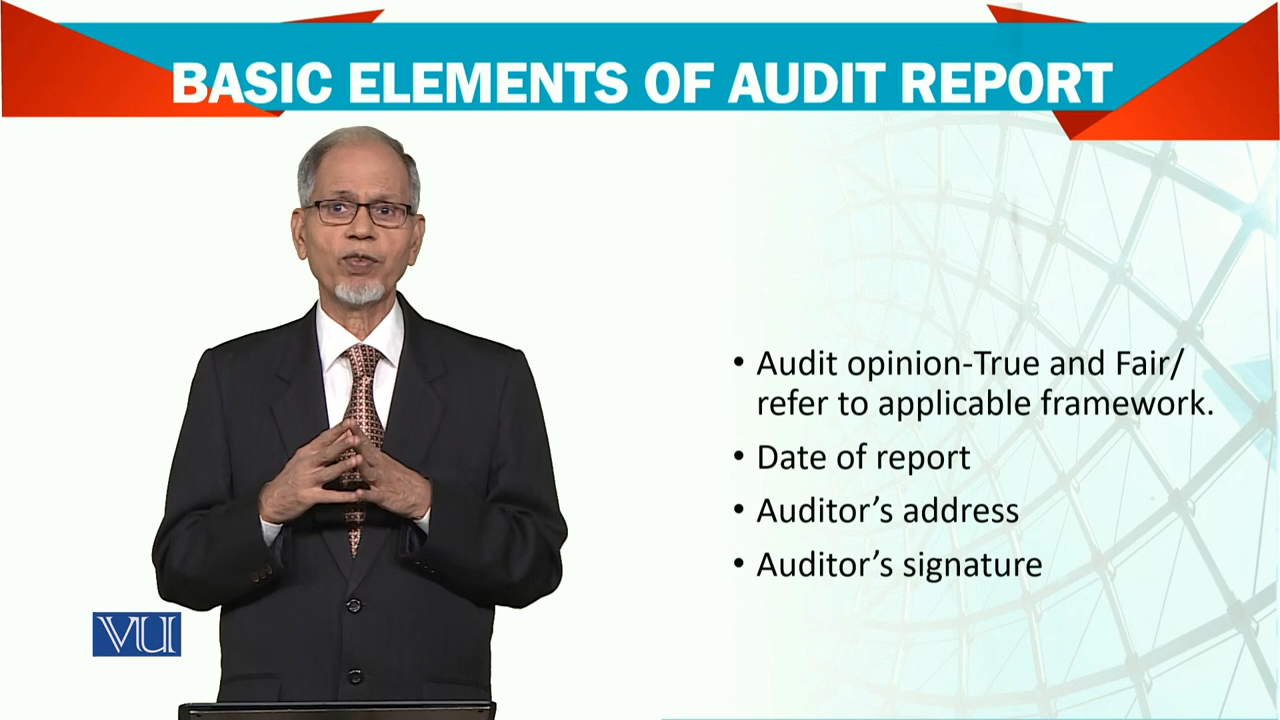 BASIC ELEMENTS OF AUDIT REPORT
• Audit opinion-True and Fair/
refer to applicable framework.
• Date of report
• Auditor’s address
• Auditor’s signature
VU